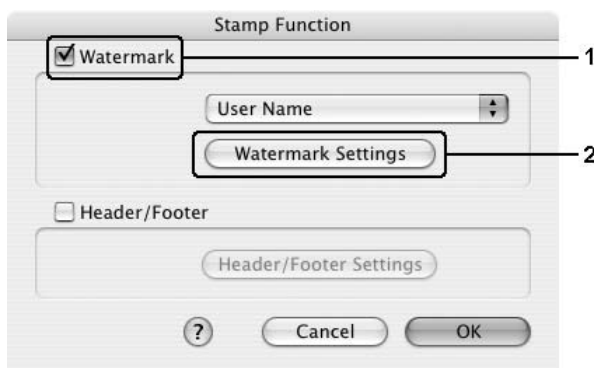 Stamp Function
Watermark
1
User Name
Watermark Settings
2
Header/Footer
Header/Footer Settings
?
Cancel
OK